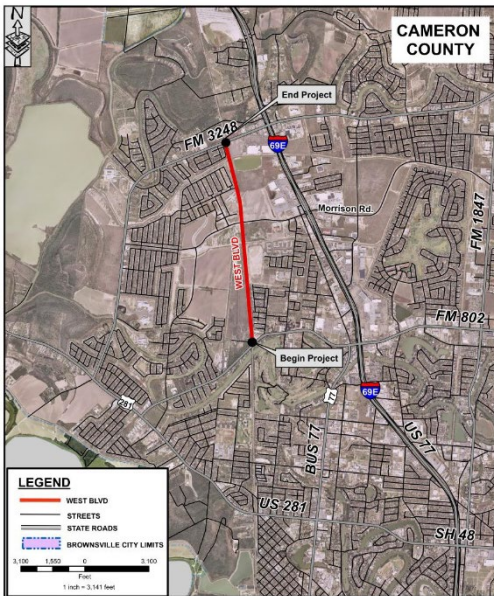 N
CAMERON
COUNTY
End Project
FM 3248
69E
Morrison Rd.
FM 1847
WEST BLVD
FM 802
Begin Project
281
77
69E
BUS 77
US 77
US 281
SH 48
LEGEND
WEST BLVD
STREETS
STATE ROADS
BROWNSVILLE CITY LIMITS
3,100 1,550 0 3,100
Feet
1 inch = 3,141 feet